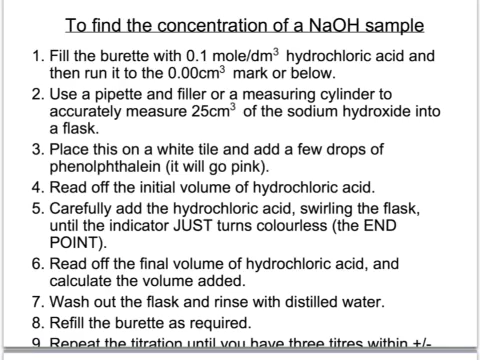 To find the concentration of a NaOH sample
1. Fill the burette with 0.1 mole/dm³ hydrochloric acid and
then run it to the 0.00cm³ mark or below.
2. Use a pipette and filler or a measuring cylinder to
accurately measure 25cm³ of the sodium hydroxide into
a flask.
3. Place this on a white tile and add a few drops of
phenolphthalein (it will go pink).
4. Read off the initial volume of hydrochloric acid.
5. Carefully add the hydrochloric acid, swirling the flask,
until the indicator JUST turns colourless (the END
POINT).
6. Read off the final volume of hydrochloric acid, and
calculate the volume added.
7. Wash out the flask and rinse with distilled water.
8. Refill the burette as required.
9. Repeat the titration until you have three titres within +/-